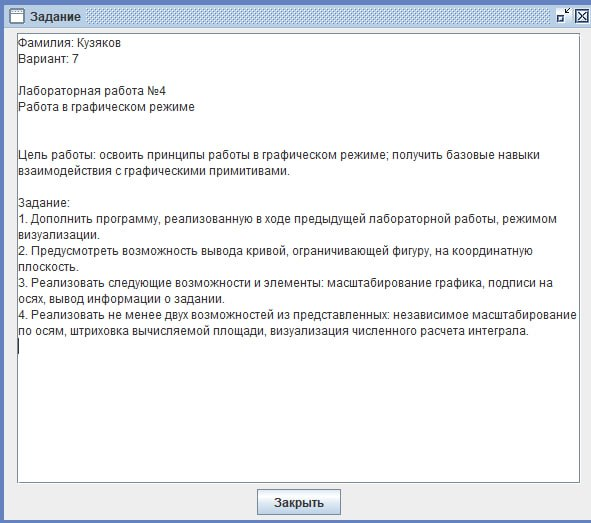 Задание
Фамилия: Кузяков
Вариант: 7
Лабораторная работа №4
Работа в графическом режиме
Цель работы: освоить принципы работы в графическом режиме; получить базовые навыки
взаимодействия с графическими примитивами.
Задание:
1. Дополнить программу, реализованную в ходе предыдущей лабораторной работы, режимом
визуализации.
2. Предусмотреть возможность вывода кривой, ограничивающей фигуру, на координатную
плоскость.
3. Реализовать следующие возможности и элементы: масштабирование графика, подписи на
осях, вывод информации о задании.
4. Реализовать не менее двух возможностей из представленных: независимое масштабирование
по осям, штриховка вычисляемой площади, визуализация численного расчета интеграла.
Закрыть